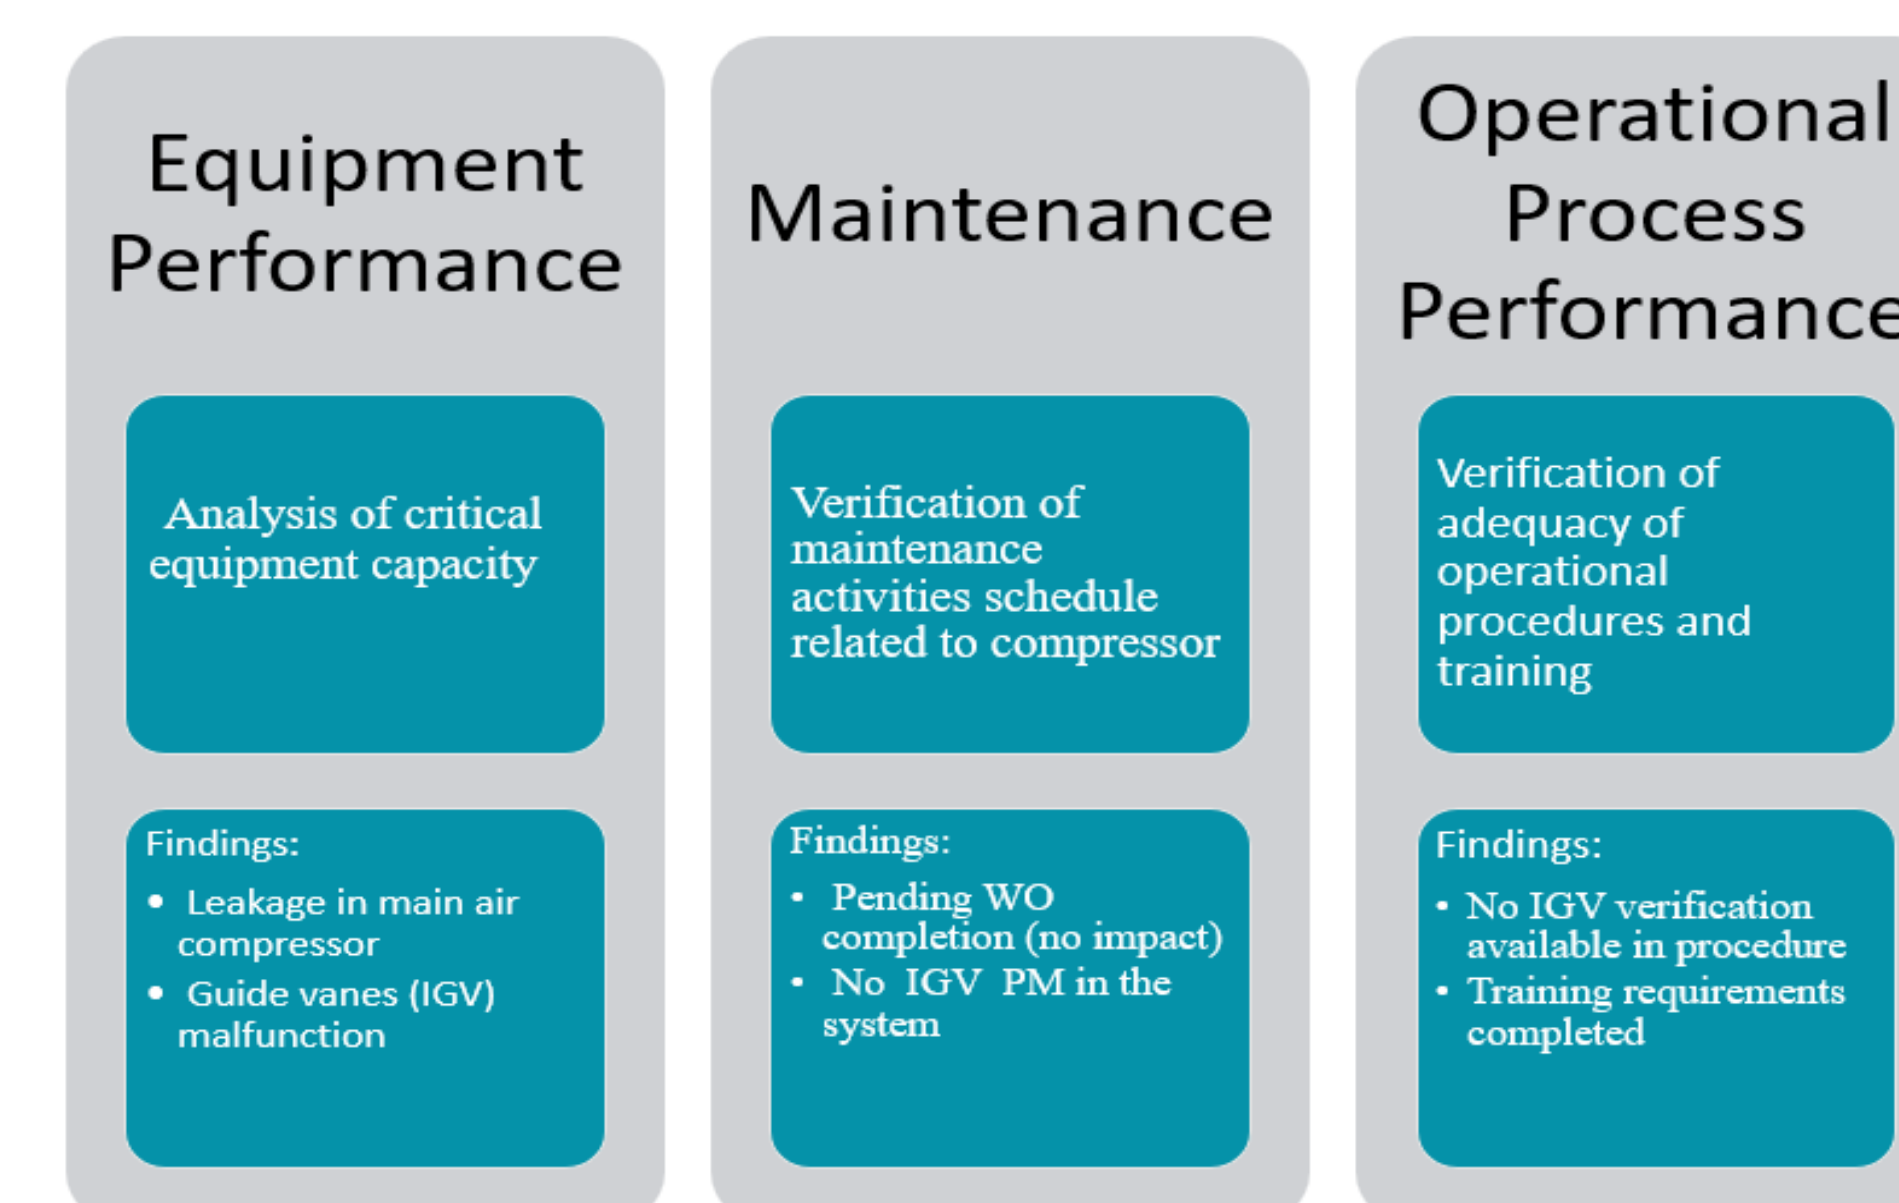 Equipment
Performance
Analysis of critical
equipment capacity
Findings:
• Leakage in main air
compressor
• Guide vanes (IGV)
malfunction
Maintenance
Verification of
maintenance
activities schedule
related to compressor
Findings:
• Pending WO
completion (no impact)
• No IGV PM in the
system
Operational
Process
Performance
Verification of
adequacy of
operational
procedures and
training
Findings:
• No IGV verification
available in procedure
• Training requirements
completed